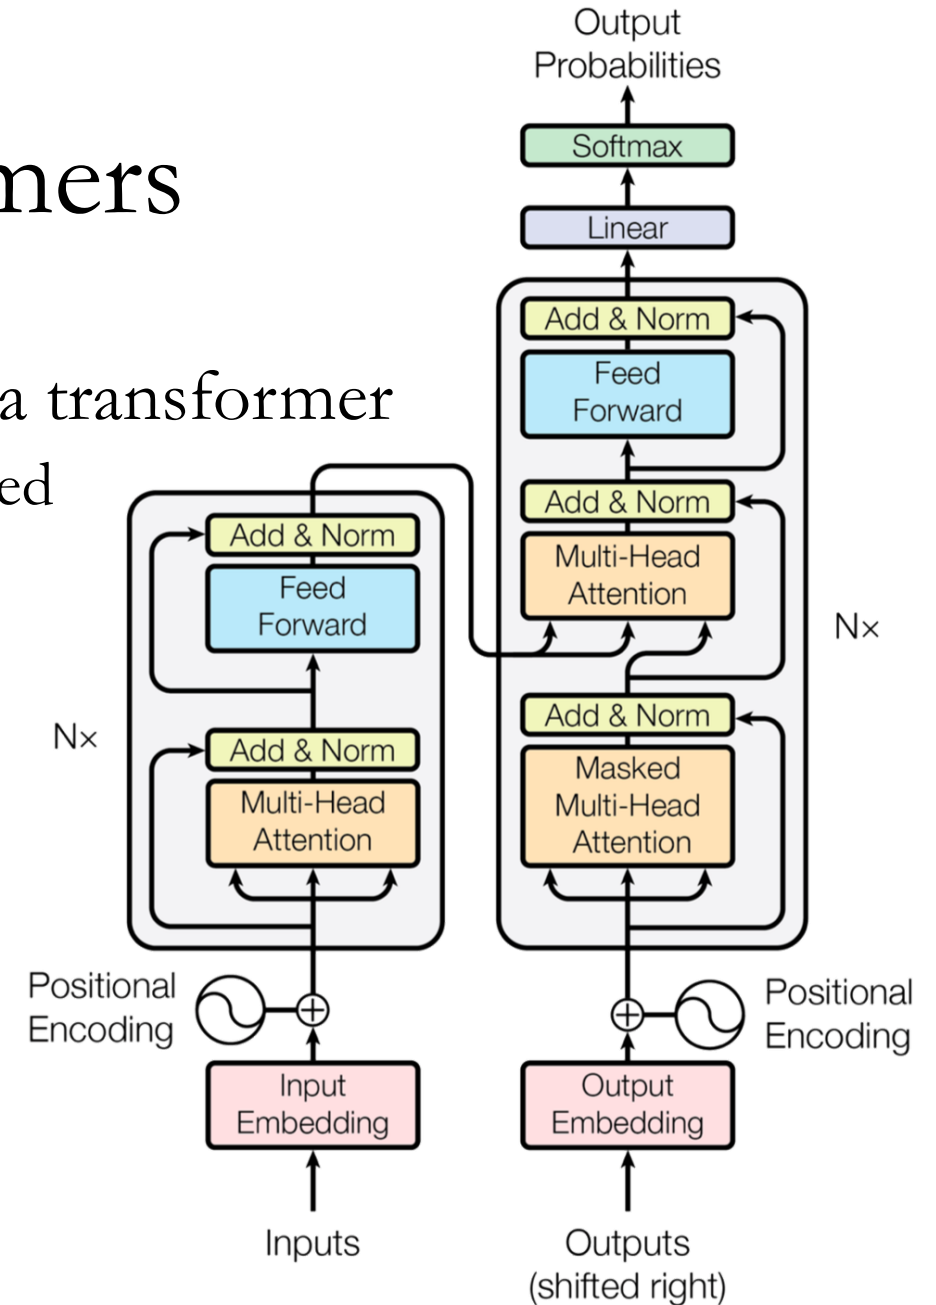 mers
a transformer
ed
Output
Probabilities
Softmax
Linear
Add & Norm
Feed
Forward
Add & Norm
Multi-Head
Attention
N×
Add & Norm
Masked
Multi-Head
Attention
Add & Norm
Feed
Forward
N×
Add & Norm
Multi-Head
Attention
Positional
Encoding
Positional
Encoding
Input
Embedding
Output
Embedding
Inputs
Outputs
(shifted right)